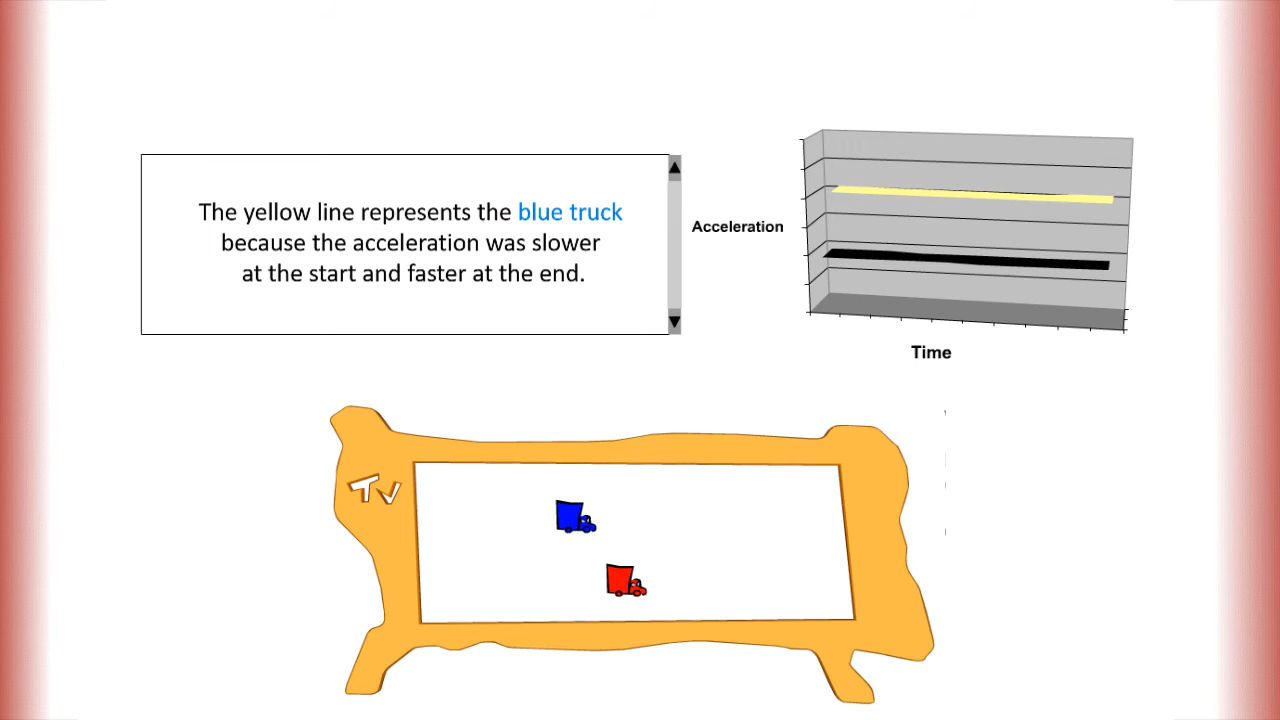 The yellow line represents the blue truck
because the acceleration was slower
at the start and faster at the end.
Acceleration
Time
TV